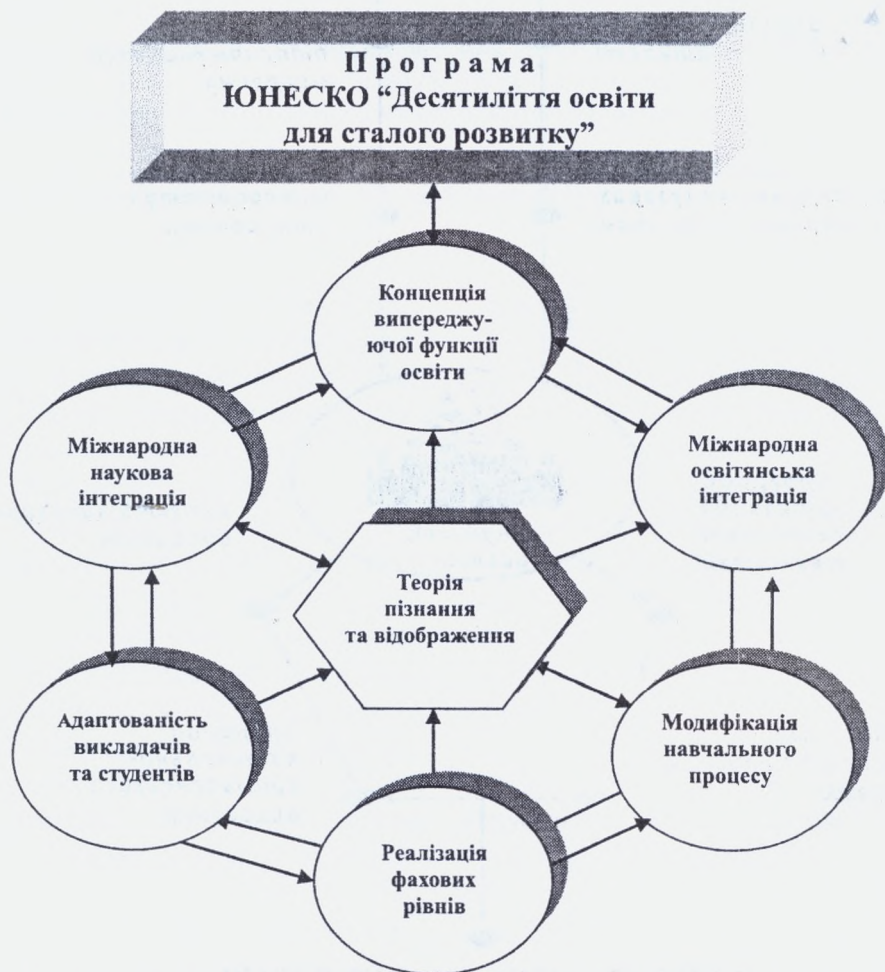 Програма
ЮНЕСКО “Десятиліття освіти
для сталого розвитку”
Концепція
випереджу-
ючої функції
освіти
Міжнародна
наукова
інтеграція
Міжнародна
освітянська
інтеграція
Теорія
пізнання
та відображення
Адаптованість
викладачів
та студентів
Модифікація
навчального
процесу
Реалізація
фахових
рівнів